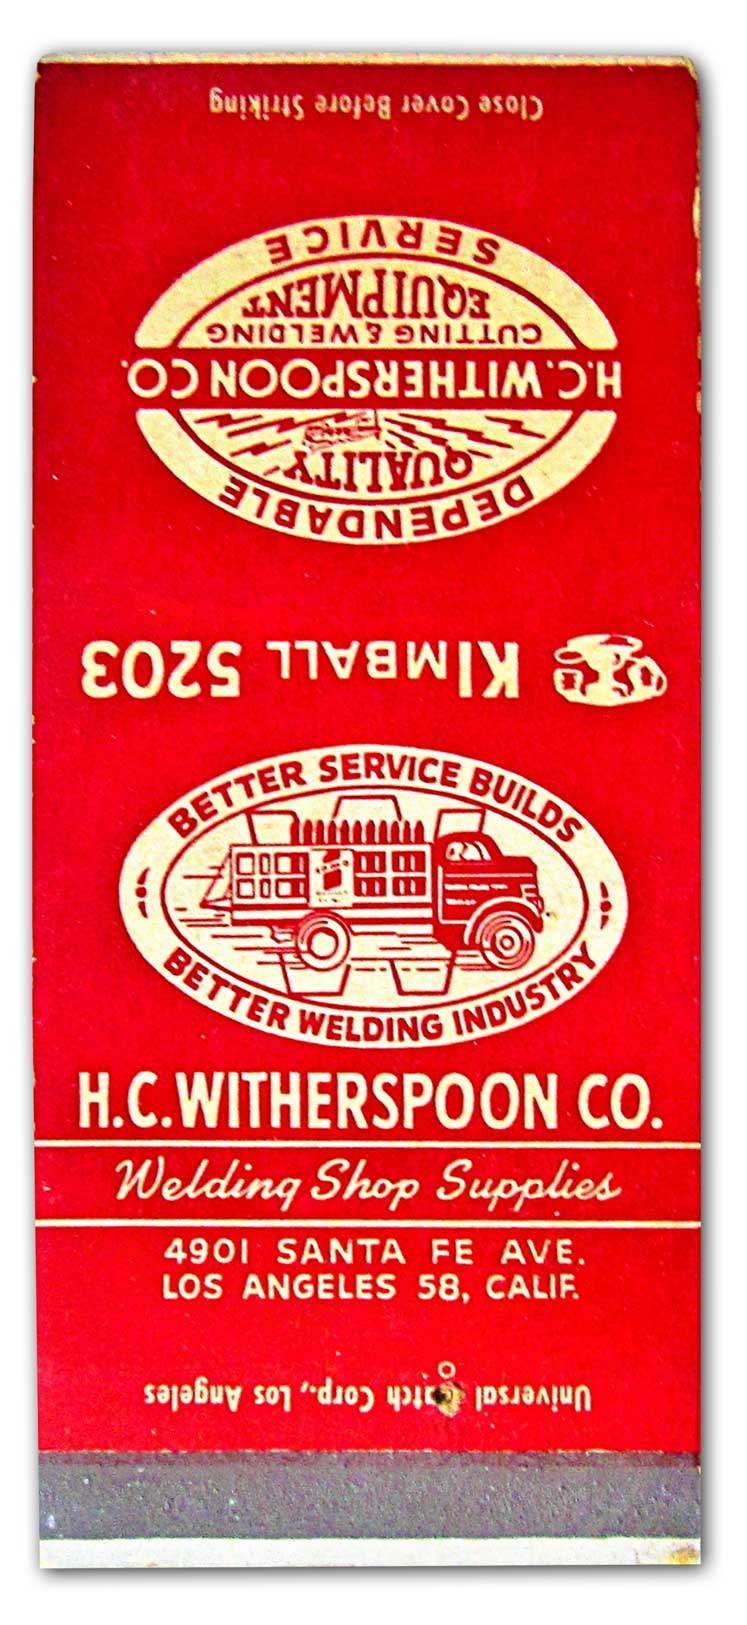 Close Cover Before Striking
DEPENDABLE
QUALITY
H.C. WITHERSPOON CO.
CUTTING & WELDING
EQUIPMENT
SERVICE
KIMBALL 5203
BETTER SERVICE BUILDS
BETTER WELDING INDUSTRY
H.C. WITHERSPOON CO.
Welding Shop Supplies
4901 SANTA FE AVE.
LOS ANGELES 58, CALIF.
Universal Corp., Los Angeles